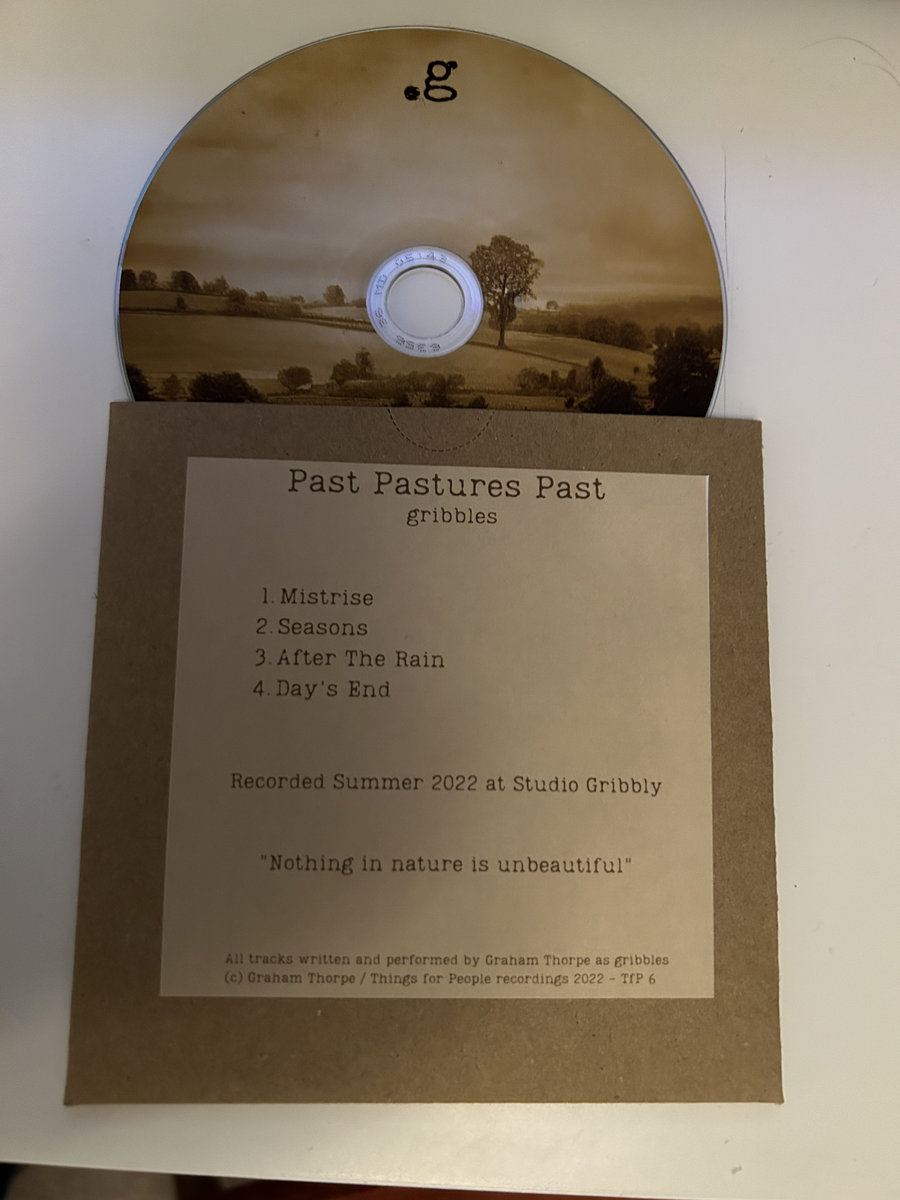 .g
Past Pastures Past
gribbles
1. Mistrise
2. Seasons
3. After The Rain
4. Day's End
Recorded Summer 2022 at Studio Gribbly
"Nothing in nature is unbeautiful"
All tracks written and performed by Graham Thorpe as gribbles
(c) Graham Thorpe / Things for People recordings 2022 - TfP 6